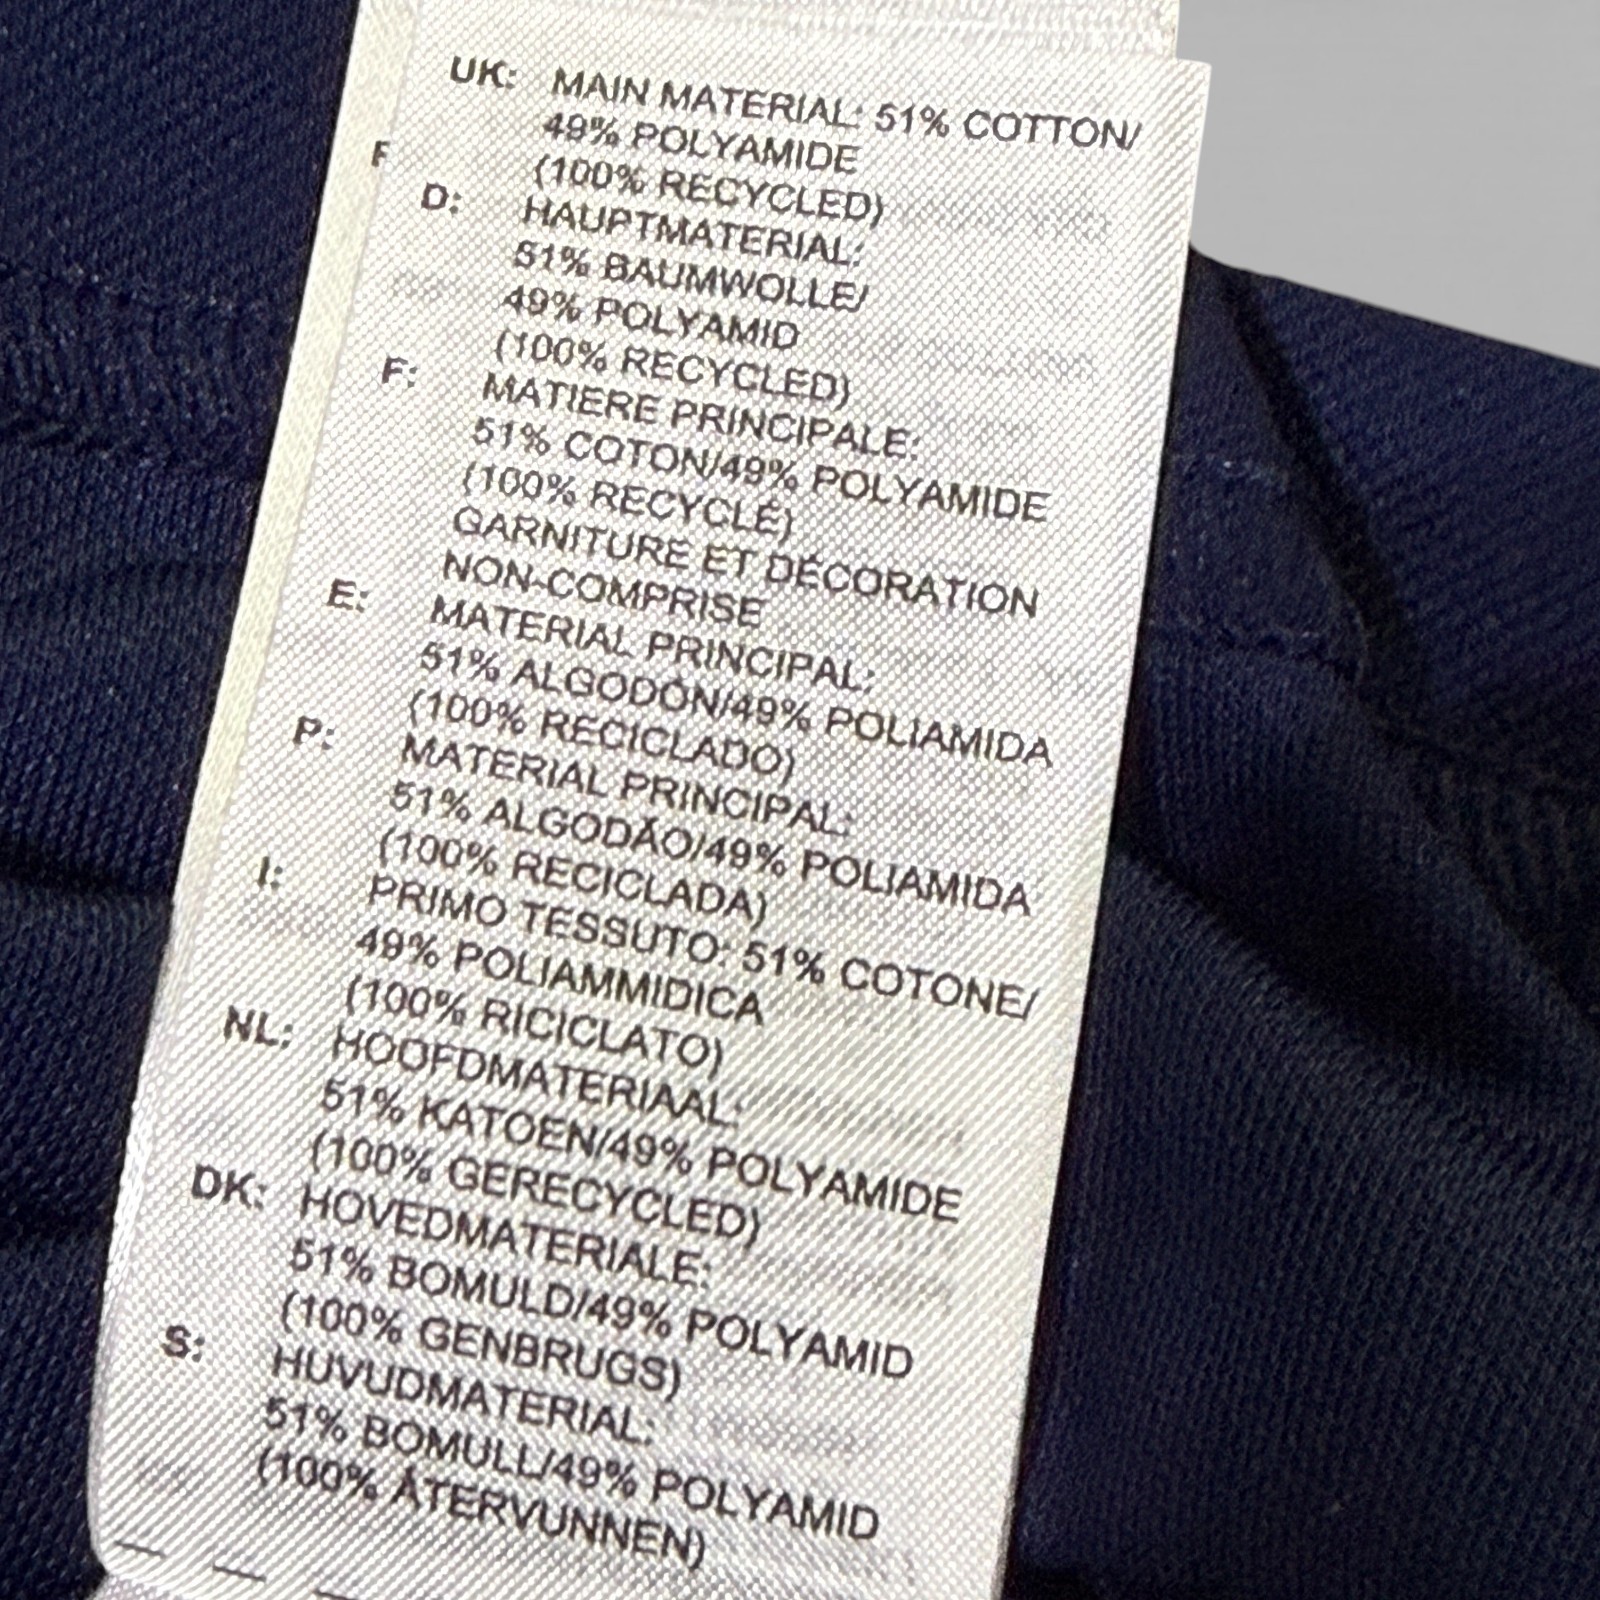 UK: MAIN MATERIAL: 51% COTTON/
49% POLYAMIDE
(100% RECYCLED)
F
D: HAUPTMATERIAL:
51% BAUMWOLLE/
49% POLYAMID
(100% RECYCLED)
F: MATIERE PRINCIPALE:
51% COTON/49% POLYAMIDE
(100% RECYCLÉ)
GARNITURE ET DÉCORATION
NON-COMPRISE
E: MATERIAL PRINCIPAL:
51% ALGODÓN/49% POLIAMIDA
(100% RECICLADO)
P: MATERIAL PRINCIPAL:
51% ALGODÃO/49% POLIAMIDA
(100% RECICLADA)
I: PRIMO TESSUTO: 51% COTONE/
49% POLIAMMIDICA
(100% RICICLATO)
NL: HOOFDMATERIAAL:
51% KATOEN/49% POLYAMIDE
(100% GERECYCLED)
DK: HOVEDMATERIALE:
51% BOMULD/49% POLYAMID
(100% GENBRUGS)
S: HUVUDMATERIAL:
51% BOMULL/49% POLYAMID
(100% ÅTERVUNNEN)